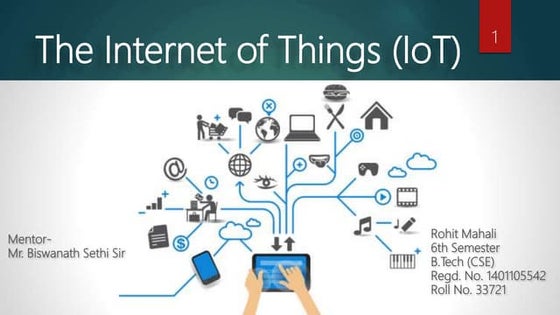 The Internet of Things (IoT)
1
@
$
Mentor-
Mr. Biswanath Sethi Sir
Rohit Mahali
6th Semester
B.Tech (CSE)
Regd. No. 1401105542
Roll No. 33721